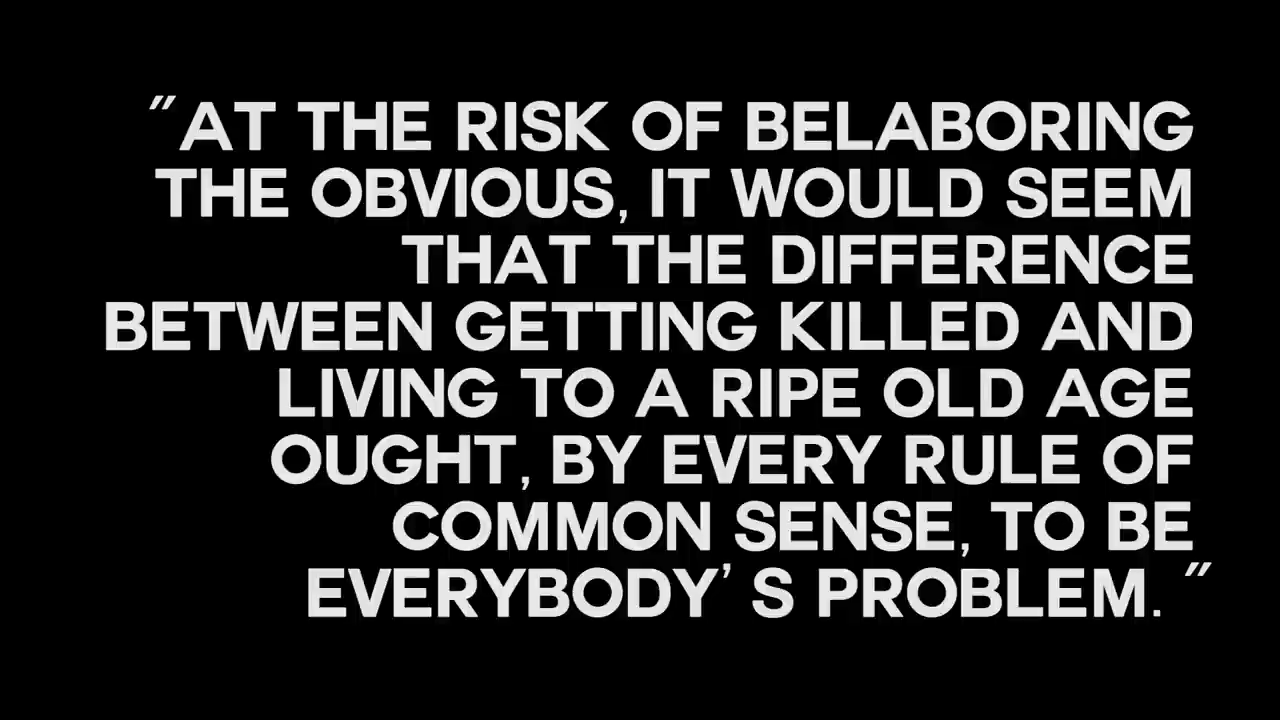 "AT THE RISK OF BELABORING
THE OBVIOUS, IT WOULD SEEM
THAT THE DIFFERENCE
BETWEEN GETTING KILLED AND
LIVING TO A RIPE OLD AGE
OUGHT, BY EVERY RULE OF
COMMON SENSE, TO BE
EVERYBODY' S PROBLEM. "